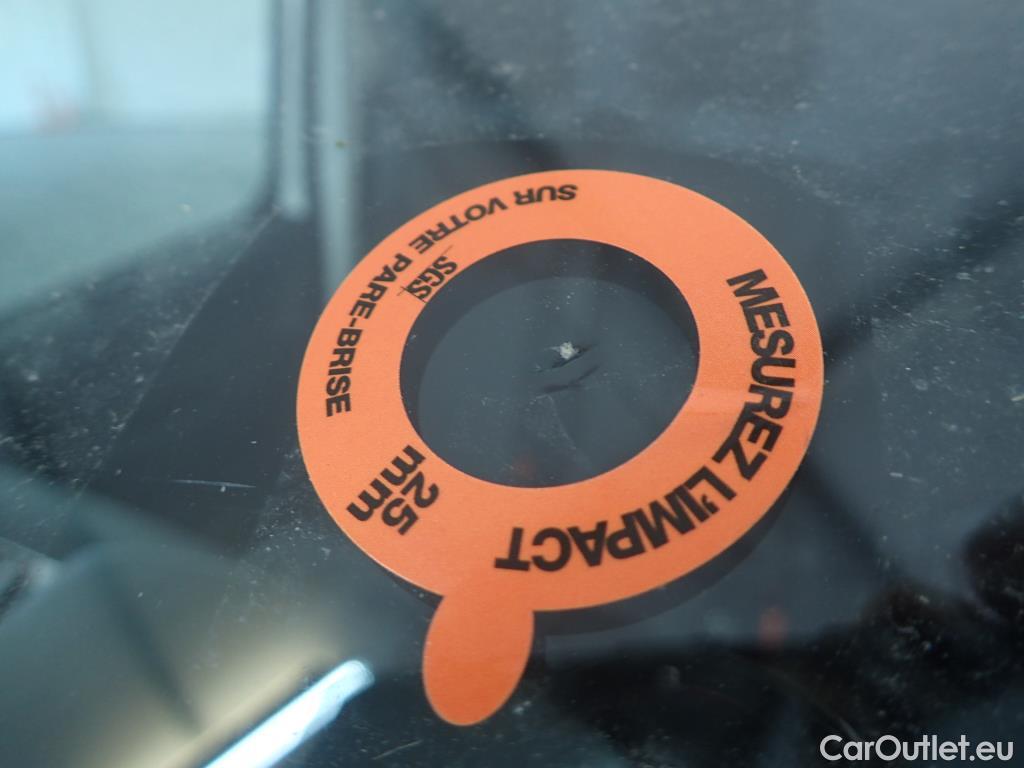 MESUREZ L'IMPACT
SUR VOTRE PARE-BRISE
SGS
25
mm
CarOutlet.eu